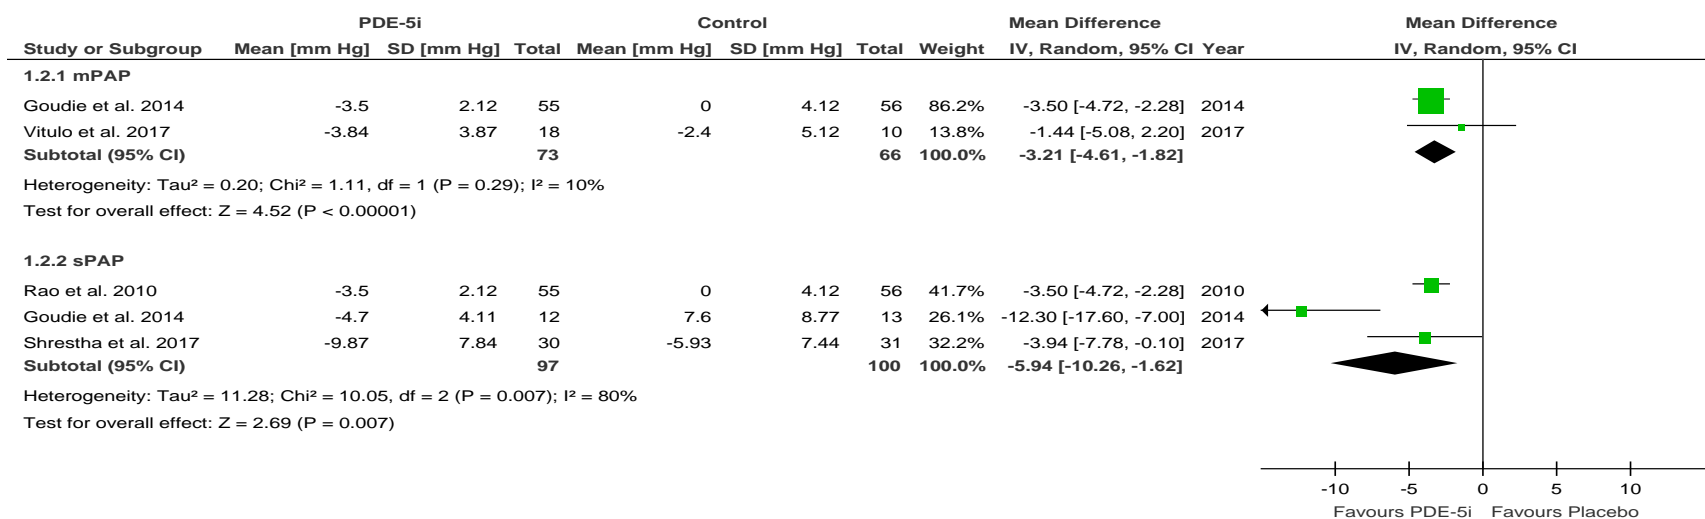 PDE-5i Control Mean Difference Mean Difference
Study or Subgroup Mean [mm Hg] SD [mm Hg] Total Mean [mm Hg] SD [mm Hg] Total Weight IV, Random, 95% CI Year IV, Random, 95% CI
1.2.1 mPAP
Goudie et al. 2014 -3.5 2.12 55 0 4.12 56 86.2% -3.50 [-4.72, -2.28] 2014
Vitulo et al. 2017 -3.84 3.87 18 -2.4 5.12 10 13.8% -1.44 [-5.08, 2.20] 2017
Subtotal (95% CI) 73 66 100.0% -3.21 [-4.61, -1.82]
Heterogeneity: Tau² = 0.20; Chi² = 1.11, df = 1 (P = 0.29); I² = 10%
Test for overall effect: Z = 4.52 (P < 0.00001)
1.2.2 sPAP
Rao et al. 2010 -3.5 2.12 55 0 4.12 56 41.7% -3.50 [-4.72, -2.28] 2010
Goudie et al. 2014 -4.7 4.11 12 7.6 8.77 13 26.1% -12.30 [-17.60, -7.00] 2014
Shrestha et al. 2017 -9.87 7.84 30 -5.93 7.44 31 32.2% -3.94 [-7.78, -0.10] 2017
Subtotal (95% CI) 97 100 100.0% -5.94 [-10.26, -1.62]
Heterogeneity: Tau² = 11.28; Chi² = 10.05, df = 2 (P = 0.007); I² = 80%
Test for overall effect: Z = 2.69 (P = 0.007)
-10 -5 0 5 10
Favours PDE-5i Favours Placebo